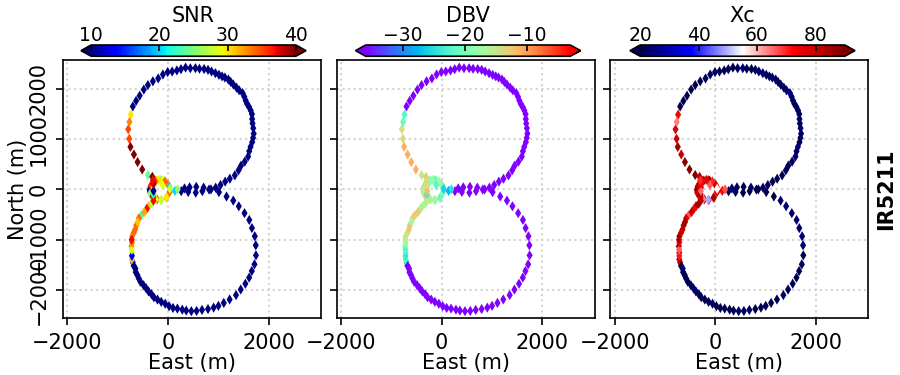 SNR
DBV
Xc
10 20 30 40
−30 −20 −10
20 40 60 80
2000
1000
0
−1000
−2000
North (m)
IR5211
−2000 0 2000
−2000 0 2000
−2000 0 2000
East (m)
East (m)
East (m)